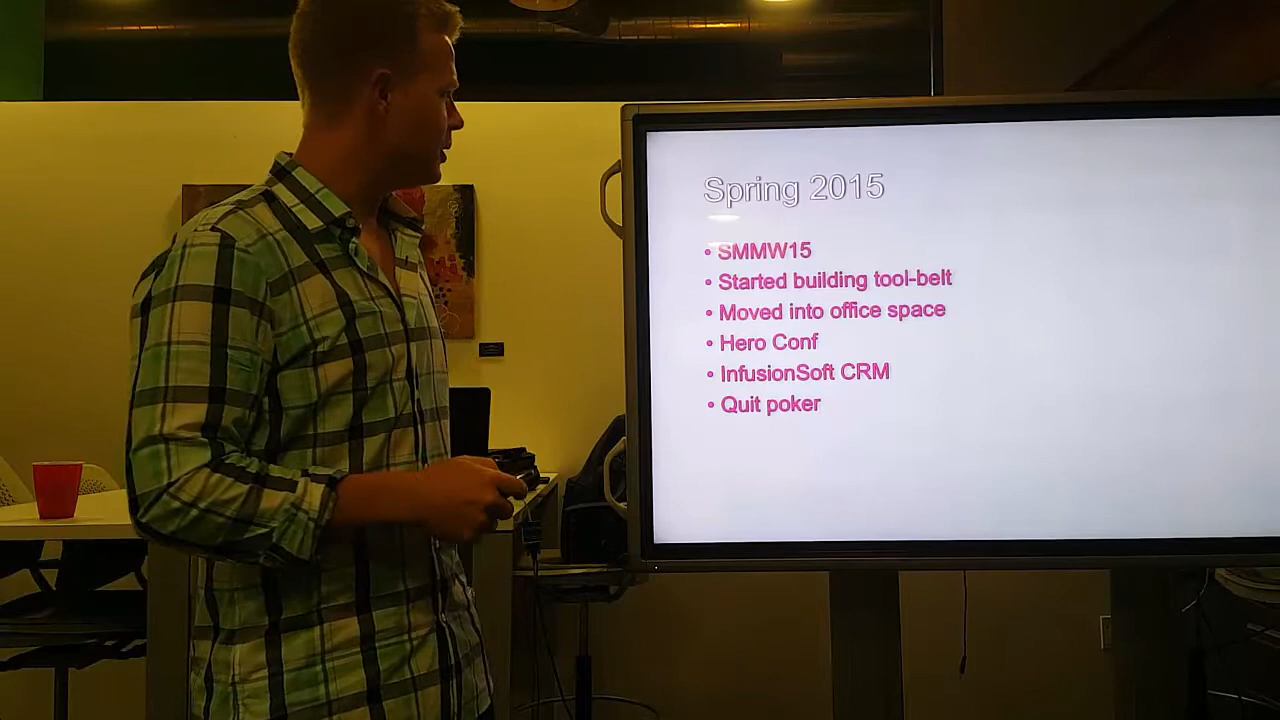 Spring 2015
• SMMW15
• Started building tool-belt
• Moved into office space
• Hero Conf
• InfusionSoft CRM
• Quit poker